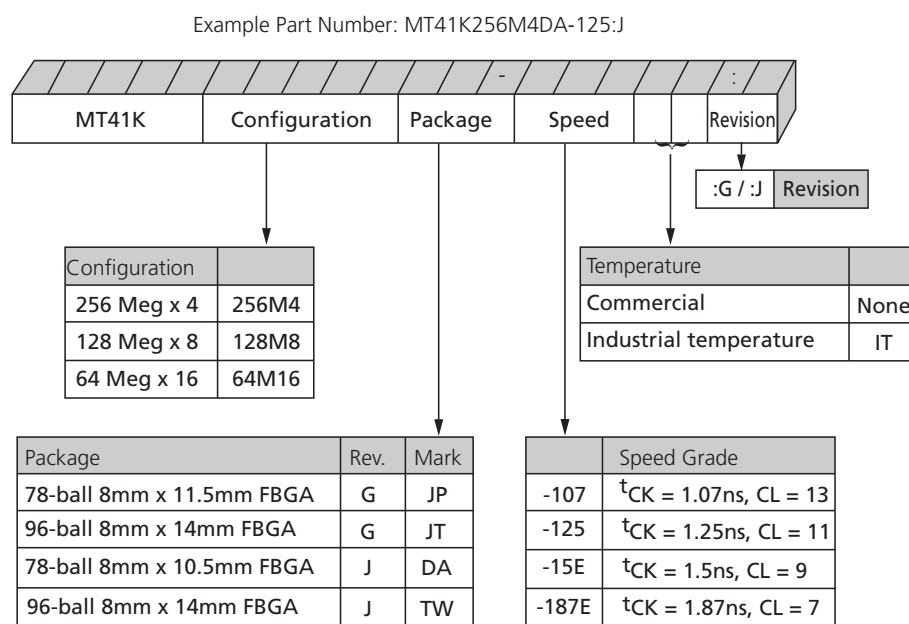 Example Part Number: MT41K256M4DA-125:J
- :
MT41K Configuration Package Speed Revision
:G / :J Revision
Configuration
256 Meg x 4 256M4
128 Meg x 8 128M8
64 Meg x 16 64M16
Temperature
Commercial None
Industrial temperature IT
Package Rev. Mark
78-ball 8mm x 11.5mm FBGA G JP
96-ball 8mm x 14mm FBGA G JT
78-ball 8mm x 10.5mm FBGA J DA
96-ball 8mm x 14mm FBGA J TW
Speed Grade
-107 tCK = 1.07ns, CL = 13
-125 tCK = 1.25ns, CL = 11
-15E tCK = 1.5ns, CL = 9
-187E tCK = 1.87ns, CL = 7